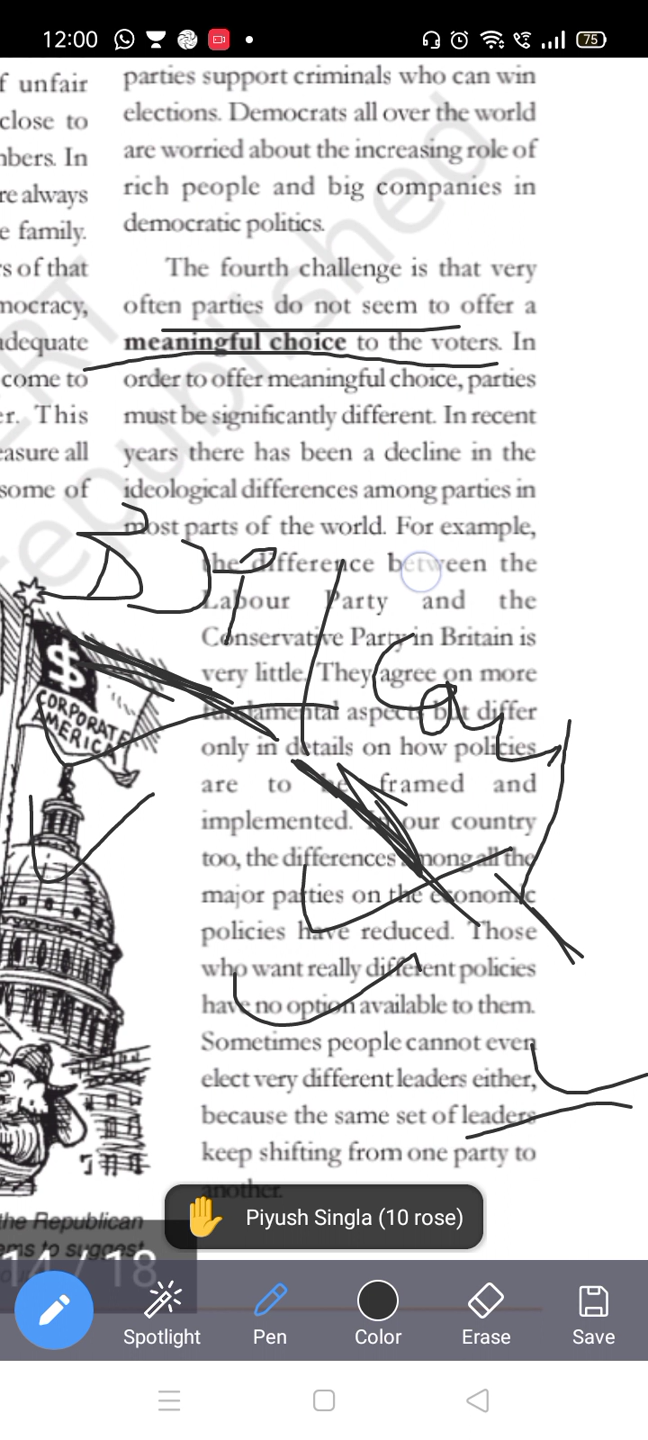 12:00
75
f unfair
close to
nbers. In
re always
e family.
rs of that
mocracy,
adequate
come to
er. This
easure all
some of
parties support criminals who can win
elections. Democrats all over the world
are worried about the increasing role of
rich people and big companies in
democratic politics.
The fourth challenge is that very
often parties do not seem to offer a
meaningful choice to the voters. In
order to offer meaningful choice, parties
must be significantly different. In recent
years there has been a decline in the
ideological differences among parties in
most parts of the world. For example,
the difference between the
Labour Party and the
Conservative Party in Britain is
very little. They agree on more
fundamental aspects but differ
only in details on how policies
are to be framed and
implemented. In our country
too, the differences among all the
major parties on the economic
policies have reduced. Those
who want really different policies
have no option available to them.
Sometimes people cannot even
elect very different leaders either,
because the same set of leaders
keep shifting from one party to
another.
$
CORPORATE
AMERICA
BJP
Cong
the Republican
ems to suggest
14 / 18
Piyush Singla (10 rose)
Spotlight
Pen
Color
Erase
Save
republished